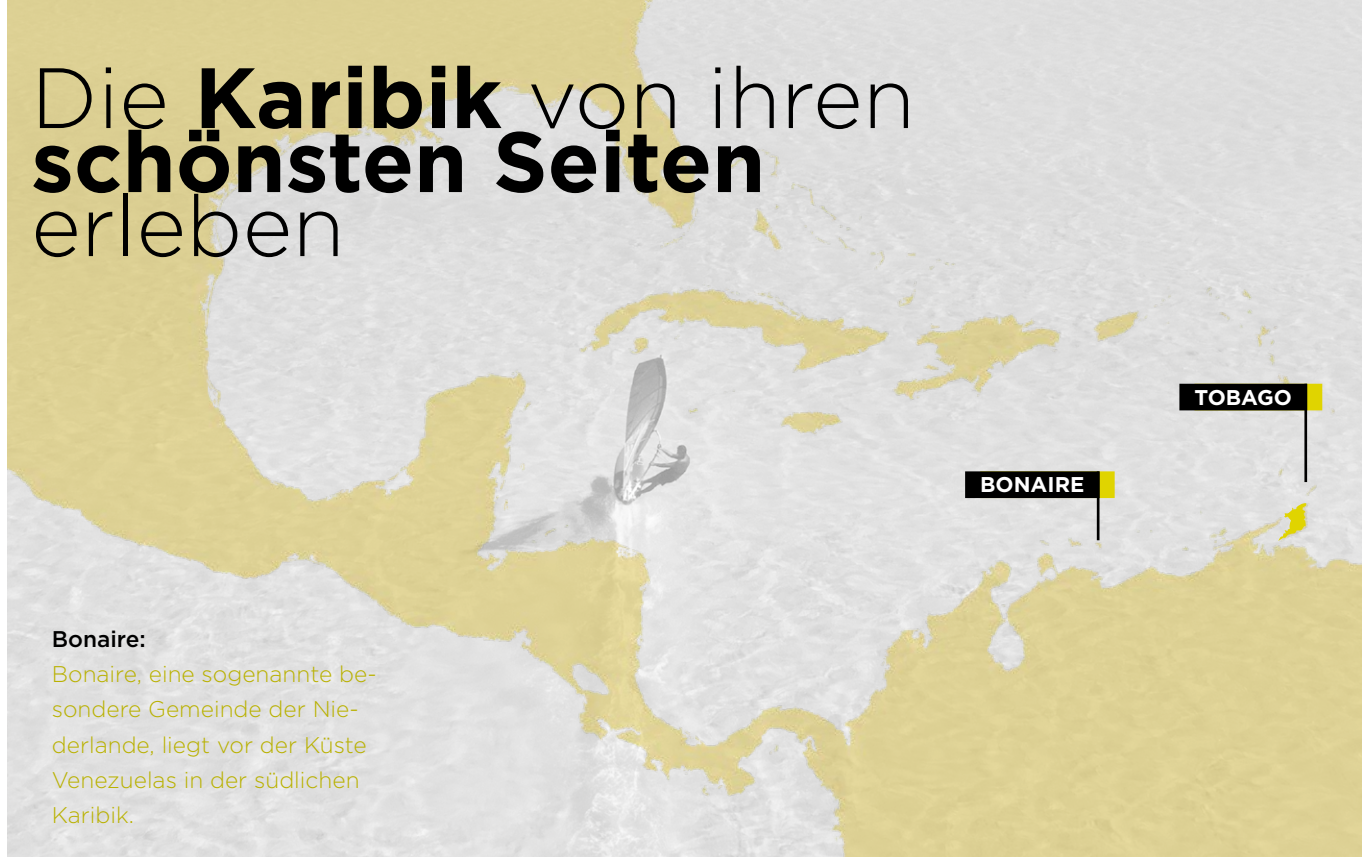 Die Karibik von ihren
schönsten Seiten
erleben
TOBAGO
BONAIRE
Bonaire:
Bonaire, eine sogenannte be-
sondere Gemeinde der Nie-
derlande, liegt vor der Küste
Venezuelas in der südlichen
Karibik.